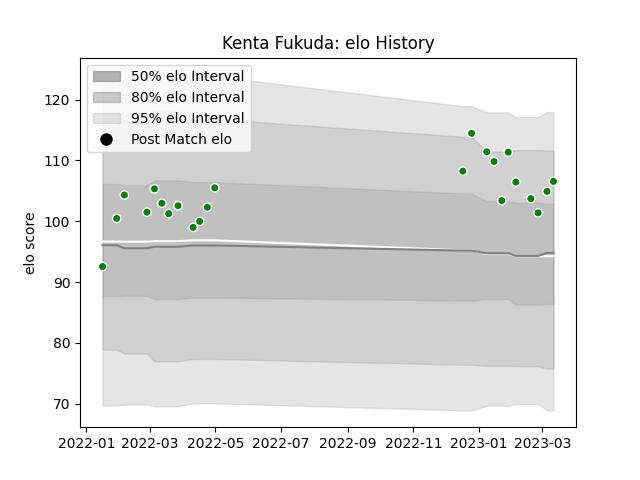 Kenta Fukuda: elo History
50% elo Interval
80% elo Interval
95% elo Interval
Post Match elo
elo score
120
110
100
90
80
70
2022-01 2022-03 2022-05 2022-07 2022-09 2022-11 2023-01 2023-03